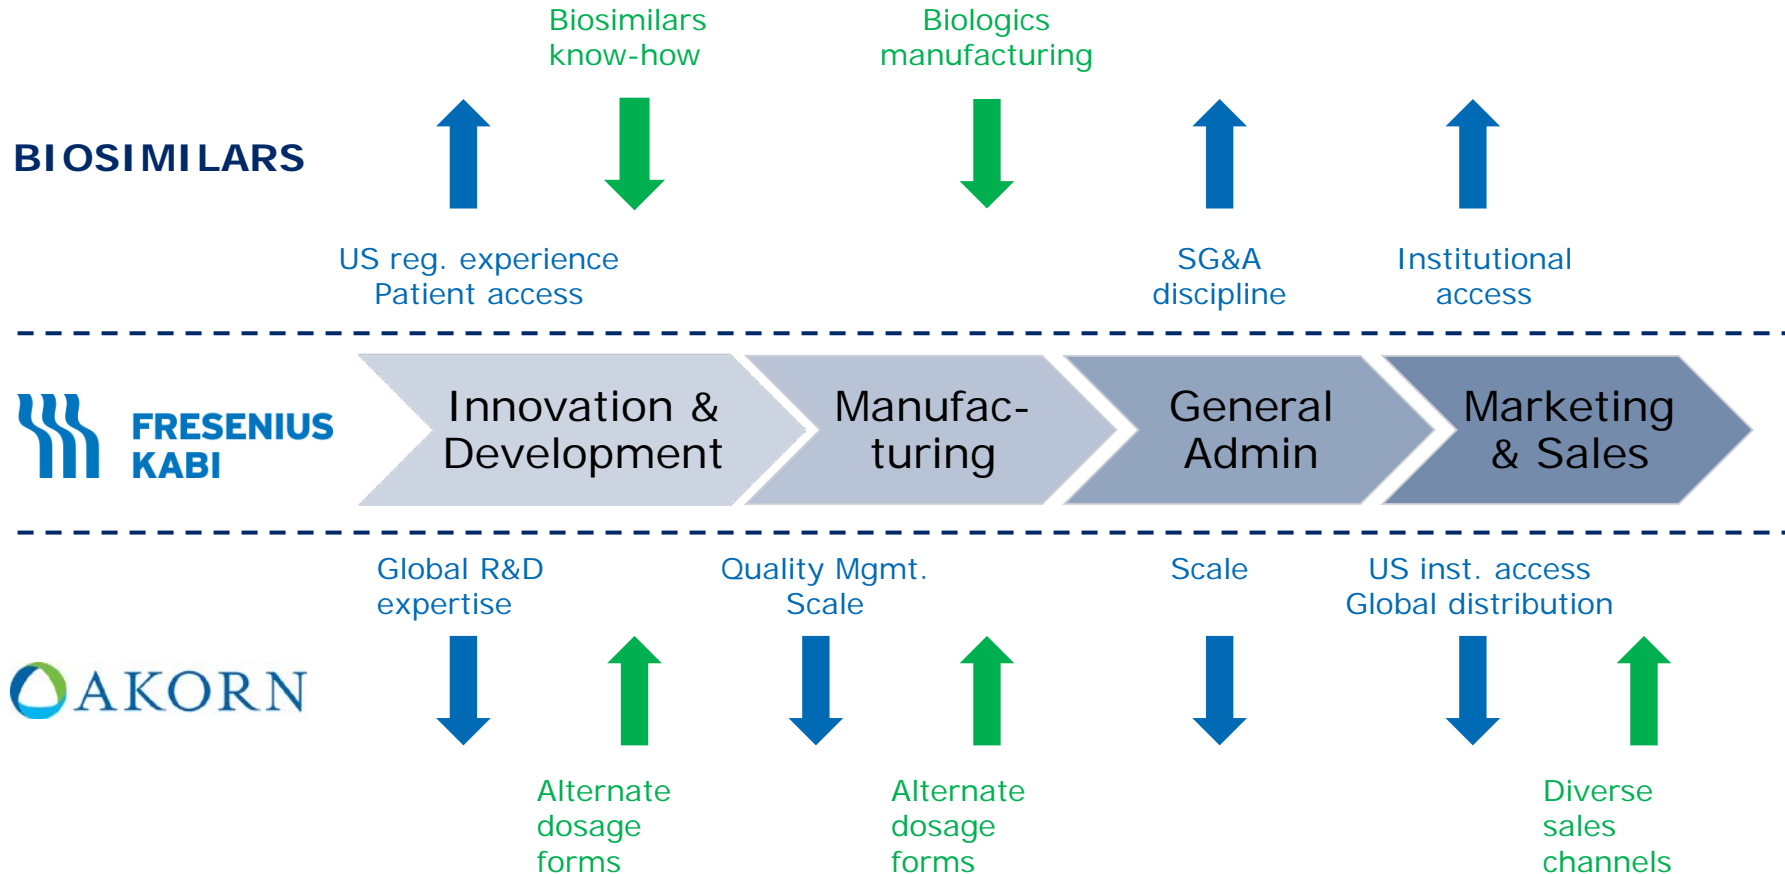 Biosimilars
know-how
Biologics
manufacturing
BIOSIMILARS
US reg. experience
Patient access
SG&A
discipline
Institutional
access
FRESENIUS
KABI
Innovation &
Development
Manufac-
turing
General
Admin
Marketing
& Sales
Global R&D
expertise
Quality Mgmt.
Scale
Scale
US inst. access
Global distribution
AKORN
Alternate
dosage
forms
Alternate
dosage
forms
Diverse
sales
channels